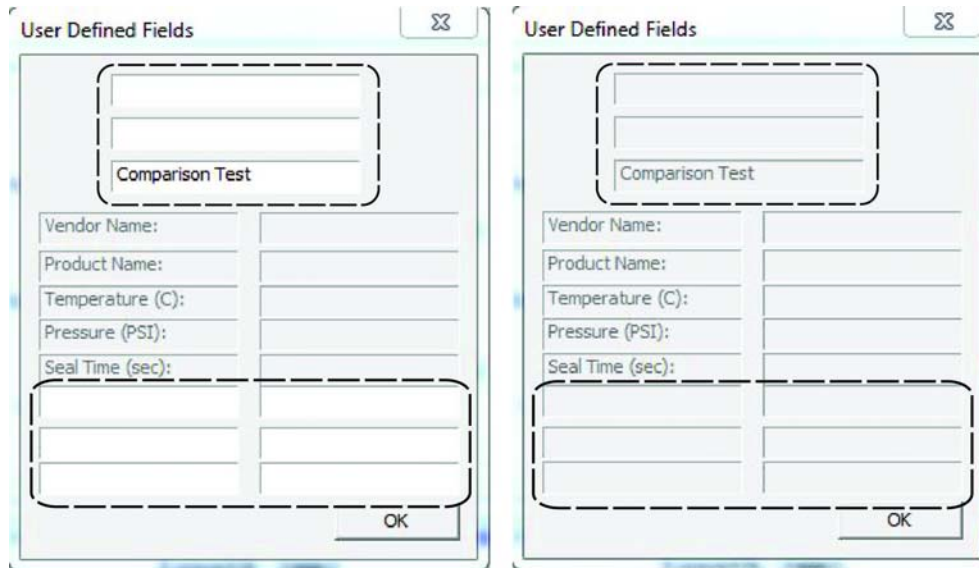 User Defined Fields
Comparison Test
Vendor Name:
Product Name:
Temperature (C):
Pressure (PSI):
Seal Time (sec):
OK
User Defined Fields
Comparison Test
Vendor Name:
Product Name:
Temperature (C):
Pressure (PSI):
Seal Time (sec):
OK